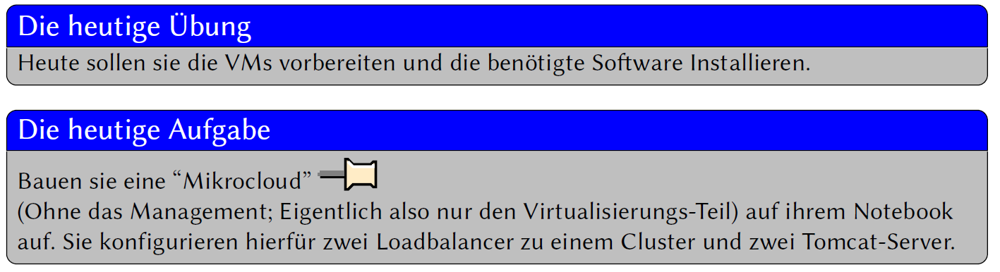 Die heutige Übung
Heute sollen sie die VMs vorbereiten und die benötigte Software Installieren.
Die heutige Aufgabe
Bauen sie eine “Mikrocloud”
(Ohne das Management; Eigentlich also nur den Virtualisierungs-Teil) auf ihrem Notebook
auf. Sie konfigurieren hierfür zwei Loadbalancer zu einem Cluster und zwei Tomcat-Server.